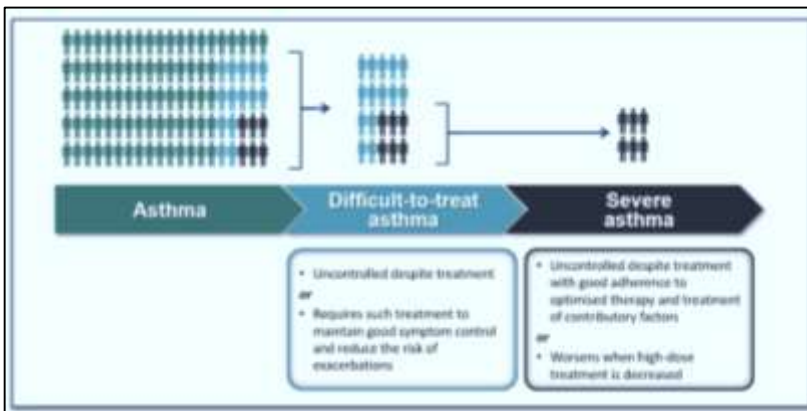 Asthma
Difficult-to-treat
asthma
Severe
asthma
• Uncontrolled despite treatment
or
• Requires such treatment to
maintain good symptom control
and reduce the risk of
exacerbations
• Uncontrolled despite treatment
with good adherence to
optimised therapy and treatment
of contributory factors
or
• Worsens when high-dose
treatment is decreased